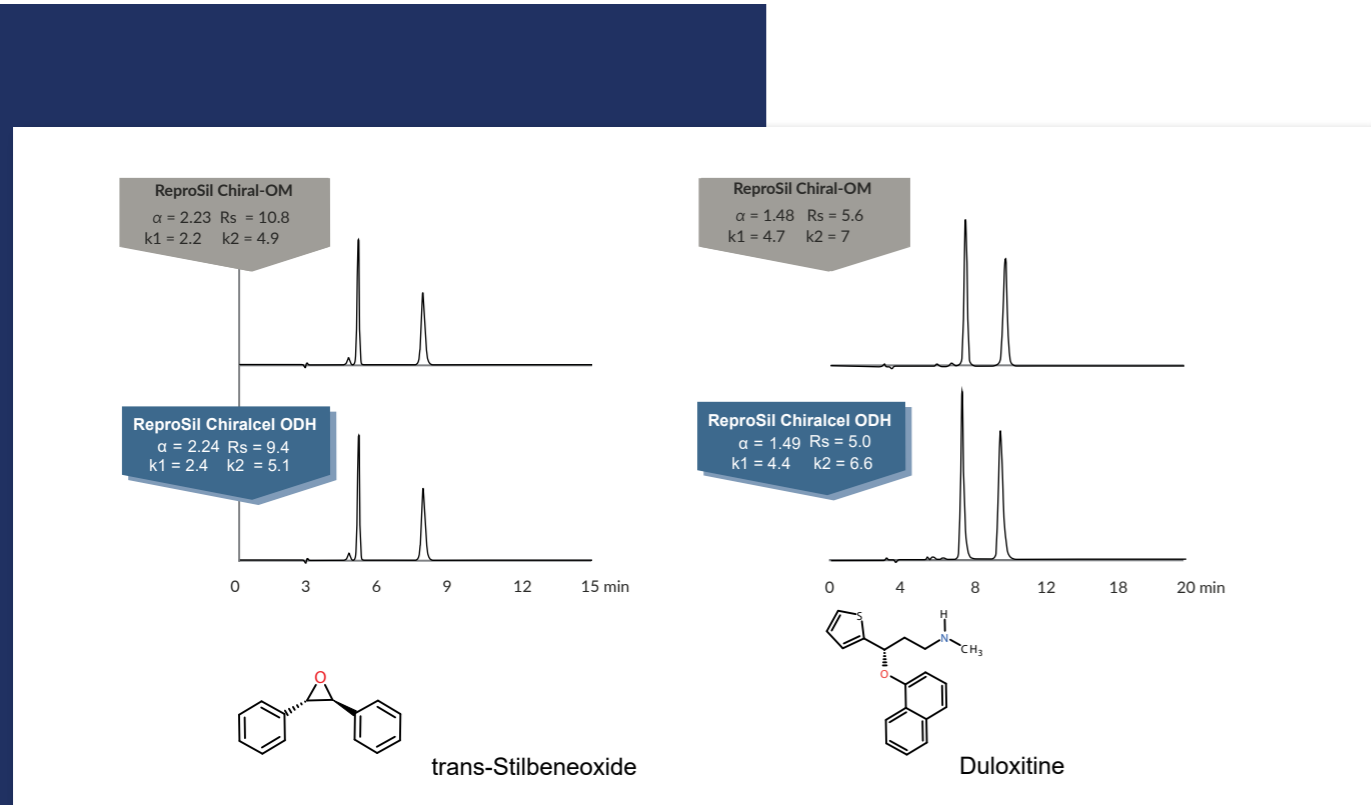 ReproSil Chiral-OM
α = 2.23 Rs = 10.8
k1 = 2.2 k2 = 4.9
ReproSil Chiral-OM
α = 1.48 Rs = 5.6
k1 = 4.7 k2 = 7
ReproSil Chiralcel ODH
α = 2.24 Rs = 9.4
k1 = 2.4 k2 = 5.1
ReproSil Chiralcel ODH
α = 1.49 Rs = 5.0
k1 = 4.4 k2 = 6.6
0 3 6 9 12 15 min
0 4 8 12 18 20 min
O
S
H
N
CH3
O
trans-Stilbeneoxide
Duloxitine